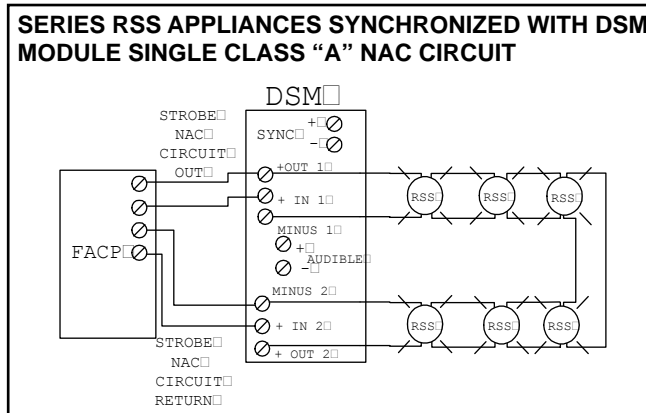 SERIES RSS APPLIANCES SYNCHRONIZED WITH DSM
MODULE SINGLE CLASS “A” NAC CIRCUIT
DSM□
STROBE□
NAC□
CIRCUIT□
OUT□
SYNC□
+□
-□
+OUT 1□
+ IN 1□
MINUS 1□
+□
AUDIBLE□
-□
MINUS 2□
+ IN 2□
+ OUT 2□
FACP□
STROBE□
NAC□
CIRCUIT□
RETURN□
RSS□
RSS□
RSS□
RSS□
RSS□
RSS□